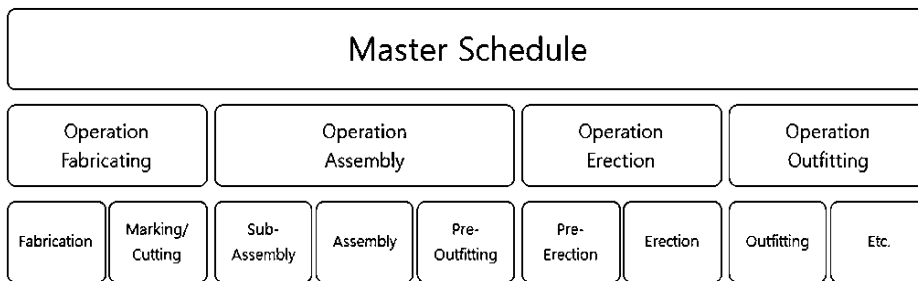 Master Schedule
Operation
Fabricating
Operation
Assembly
Operation
Erection
Operation
Outfitting
Fabrication
Marking/
Cutting
Sub-
Assembly
Assembly
Pre-
Outfitting
Pre-
Erection
Erection
Outfitting
Etc.